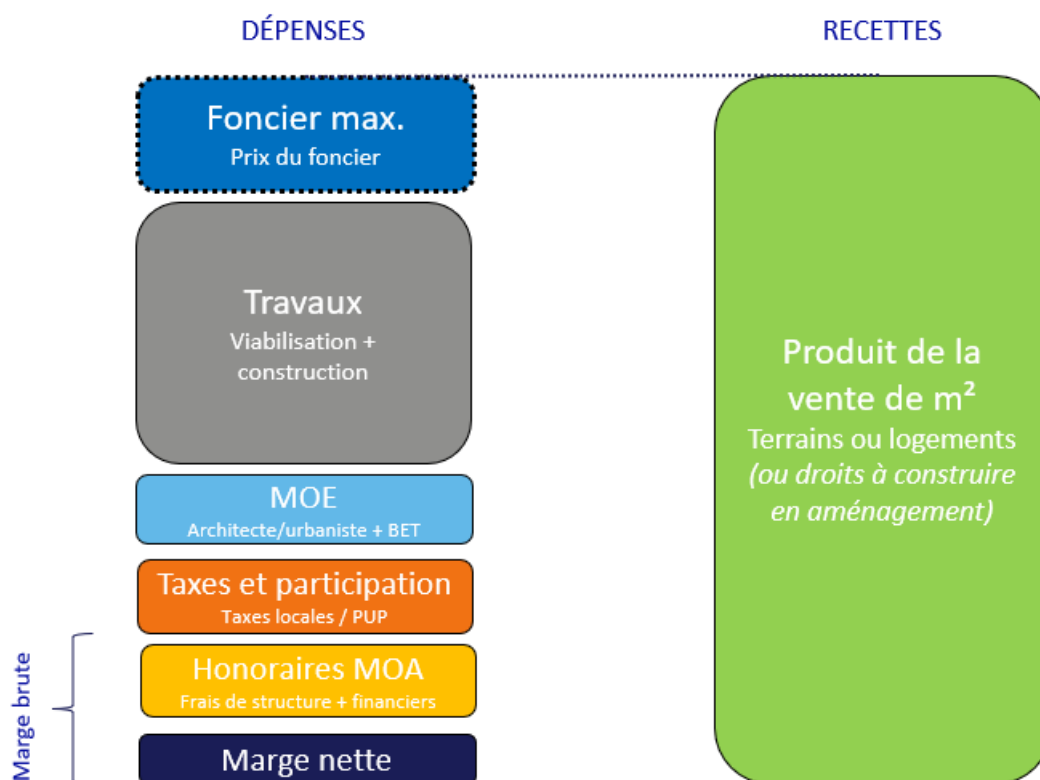 DÉPENSES
RECETTES
Foncier max.
Prix du foncier
Travaux
Viabilisation +
construction
MOE
Architecte/urbaniste + BET
Taxes et participation
Taxes locales / PUP
Honoraires MOA
Frais de structure + financiers
Marge nette
Marge brute
Produit de la
vente de m²
Terrains ou logements
(ou droits à construire
en aménagement)